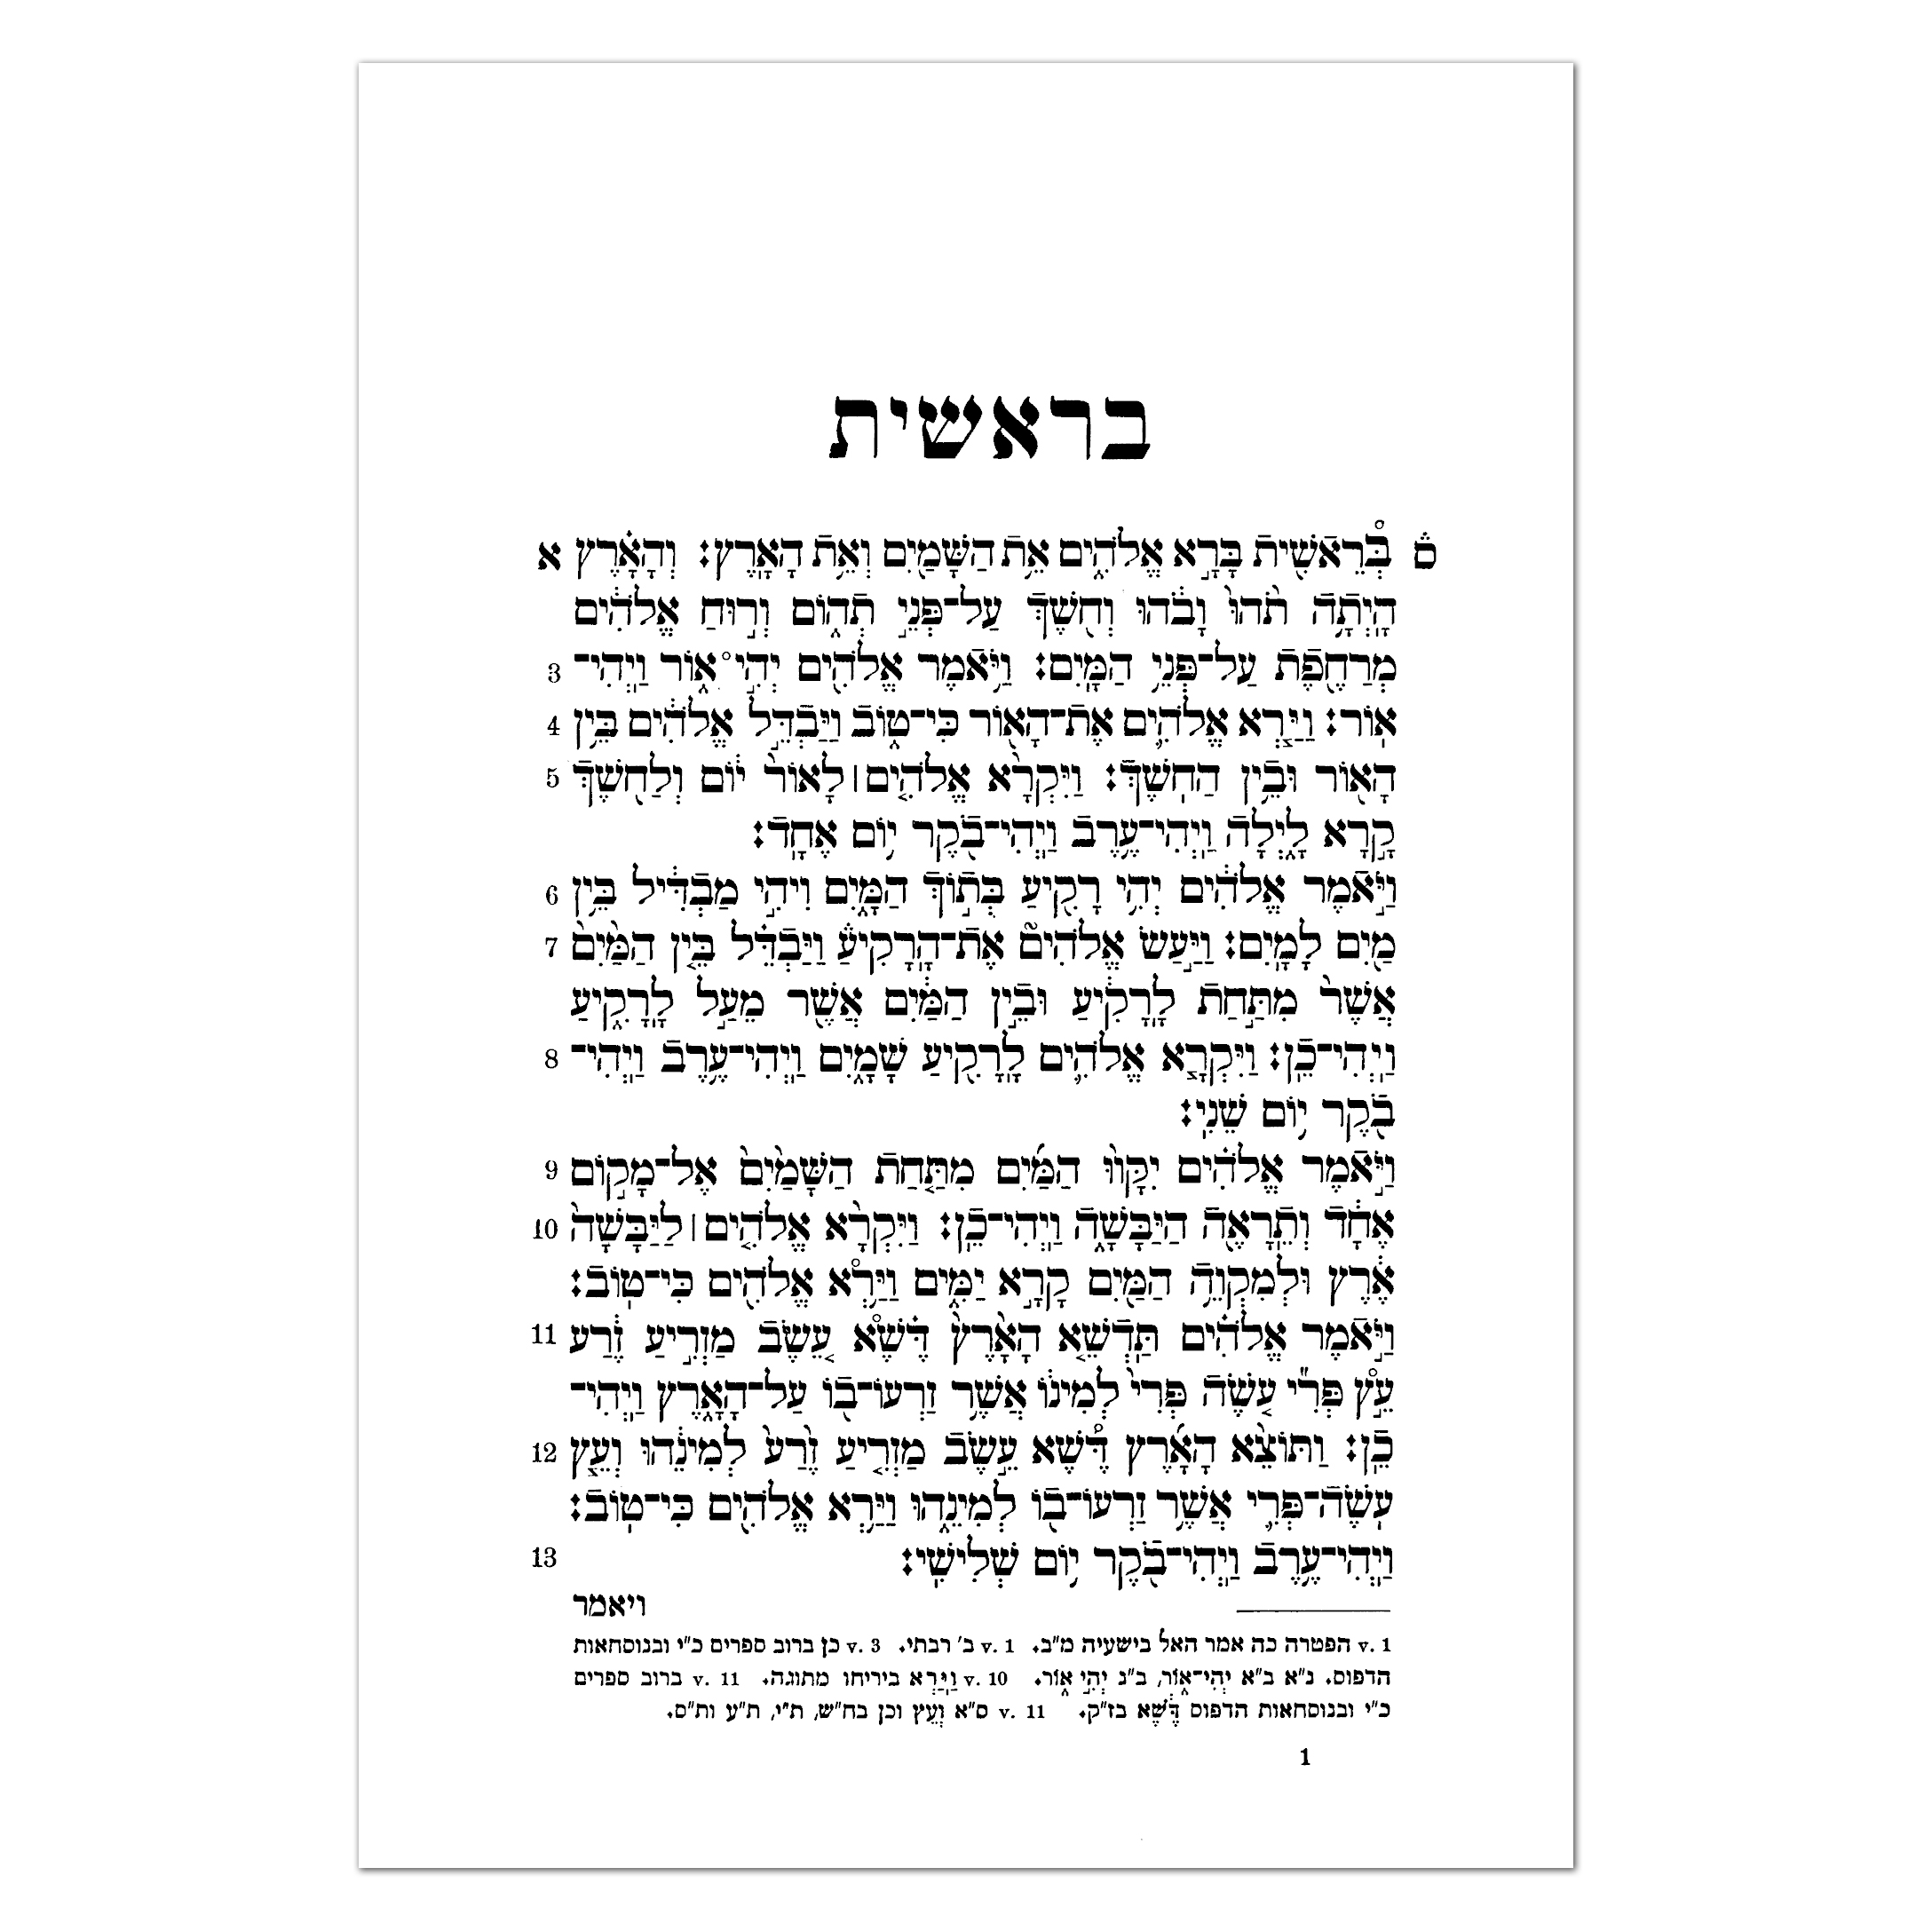 בראשית
ס̇ בְּ֯רֵאשִׁ֖ית בָּרָ֣א אֱלֹהִ֑ים אֵ֥ת הַשָּׁמַ֖יִם וְאֵ֥ת הָאָֽרֶץ׃ וְהָאָ֗רֶץ א
הָיְתָ֥ה תֹ֙הוּ֙ וָבֹ֔הוּ וְחֹ֖שֶׁךְ עַל־פְּנֵ֣י תְה֑וֹם וְר֣וּחַ אֱלֹהִ֔ים
מְרַחֶ֖פֶת עַל־פְּנֵ֥י הַמָּֽיִם׃ וַיֹּ֥אמֶר אֱלֹהִ֖ים יְהִ֣י ֯א֑וֹר וַֽיְהִי־ 3
אֽוֹר׃ וַיַּ֧רְא אֱלֹהִ֛ים אֶת־הָא֖וֹר כִּי־ט֑וֹב וַיַּבְדֵּ֣ל אֱלֹהִ֔ים בֵּ֥ין 4
הָא֖וֹר וּבֵ֥ין הַחֹֽשֶׁךְ׃ וַיִּקְרָ֨א אֱלֹהִ֤ים׀ לָאוֹר֙ י֔וֹם וְלַחֹ֖שֶׁךְ 5
קָ֣רָא לָ֑יְלָה וַֽיְהִי־עֶ֥רֶב וַֽיְהִי־בֹ֖קֶר י֥וֹם אֶחָֽד׃
וַיֹּ֣אמֶר אֱלֹהִ֔ים יְהִ֥י רָקִ֖יעַ בְּת֣וֹךְ הַמָּ֑יִם וִיהִ֣י מַבְדִּ֔יל בֵּ֥ין 6
מַ֖יִם לָמָֽיִם׃ וַיַּ֣עַשׂ אֱלֹהִים֮ אֶת־הָֽרָקִיעַ֒ וַיַּבְדֵּ֗ל בֵּ֤ין הַמַּ֙יִם֙ 7
אֲשֶׁר֙ מִתַּ֣חַת לָֽרָקִ֔יעַ וּבֵ֣ין הַמַּ֔יִם אֲשֶׁ֖ר מֵעַ֣ל לָֽרָקִ֑יעַ
וַֽיְהִי־כֵֽן׃ וַיִּקְרָ֧א אֱלֹהִ֛ים לָֽרָקִ֖יעַ שָׁמָ֑יִם וַֽיְהִי־עֶ֥רֶב וַֽיְהִי־ 8
בֹ֖קֶר י֥וֹם שֵׁנִֽי׃
וַיֹּ֣אמֶר אֱלֹהִ֗ים יִקָּו֨וּ הַמַּ֜יִם מִתַּ֤חַת הַשָּׁמַ֙יִם֙ אֶל־מָק֣וֹם 9
אֶחָ֔ד וְתֵֽרָאֶ֖ה הַיַּבָּשָׁ֑ה וַֽיְהִי־כֵֽן׃ וַיִּקְרָ֨א אֱלֹהִ֤ים׀ לַיַּבָּשָׁה֙ 10
אֶ֔רֶץ וּלְמִקְוֵ֥ה הַמַּ֖יִם קָרָ֣א יַמִּ֑ים וַיַּ֥רְ֯א אֱלֹהִ֖ים כִּי־טֽוֹב׃
וַיֹּ֣אמֶר אֱלֹהִ֗ים תַּֽדְשֵׁ֤א הָאָ֙רֶץ֙ דֶּ֗שֶׁ֯א עֵ֚שֶׂב מַזְרִ֣יעַ זֶ֔רַע 11
עֵ֣֯ץ פְּרִ֞י עֹ֤שֶׂה פְּרִי֙ לְמִינ֔וֹ אֲשֶׁ֥ר זַרְעוֹ־ב֖וֹ עַל־הָאָ֑רֶץ וַֽיְהִי־
כֵֽן׃ וַתּוֹצֵ֨א הָאָ֜רֶץ דֶּ֠שֶׁא עֵ֣שֶׂב מַזְרִ֤יעַ זֶ֙רַע֙ לְמִינֵ֔הוּ וְעֵ֧ץ 12
עֹֽשֶׂה־פְּרִ֛י אֲשֶׁ֥ר זַרְעוֹ־ב֖וֹ לְמִינֵ֑הוּ וַיַּ֥רְא אֱלֹהִ֖ים כִּי־טֽוֹב׃
וַֽיְהִי־עֶ֥רֶב וַֽיְהִי־בֹ֖קֶר י֥וֹם שְׁלִישִֽׁי׃ 13
ויאמר
v. 1 הפטרה כה אמר האל בישעיה מ״ב. v. 1 ב׳ רבתי. v. 3 כן ברוב ספרים כ״י ובנוסחאות
הדפוס. נ״א ב״א יְהִי־א֑וֹר, ב״נ יְהִ֣י א֑וֹר. v. 10 וַיַּ֥רְא ביריחו מתוגה. v. 11 ברוב ספרים
כ״י ובנוסחאות הדפוס דֶּ֔שֶׁא בז״ק. v. 11 ס״א וְעֵץ וכן בח״ש, ת״י, ת״ע ות״ס.
1